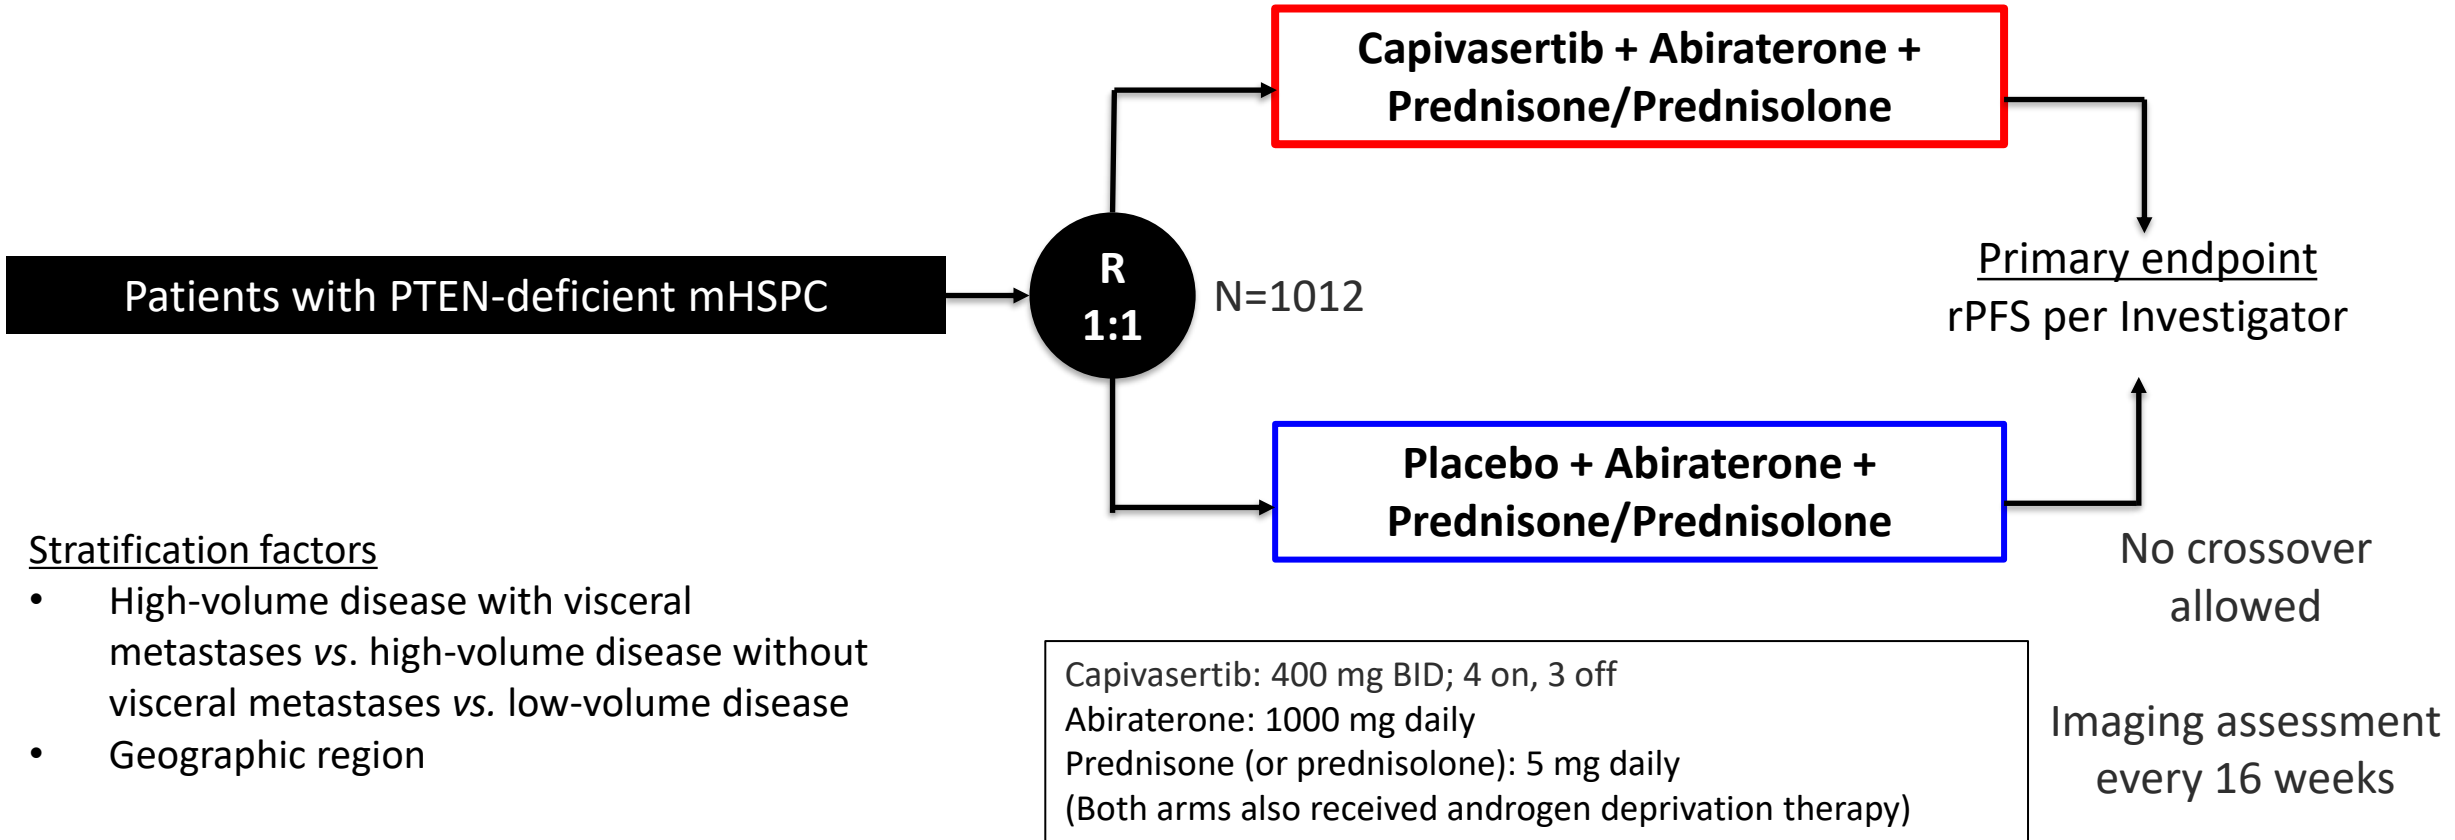 Capivasertib + Abiraterone +
Prednisone/Prednisolone
Patients with PTEN-deficient mHSPC
R
1:1
N=1012
Primary endpoint
rPFS per Investigator
Placebo + Abiraterone +
Prednisone/Prednisolone
No crossover
allowed
Stratification factors
• High-volume disease with visceral
metastases vs. high-volume disease without
visceral metastases vs. low-volume disease
• Geographic region
Capivasertib: 400 mg BID; 4 on, 3 off
Abiraterone: 1000 mg daily
Prednisone (or prednisolone): 5 mg daily
(Both arms also received androgen deprivation therapy)
Imaging assessment
every 16 weeks